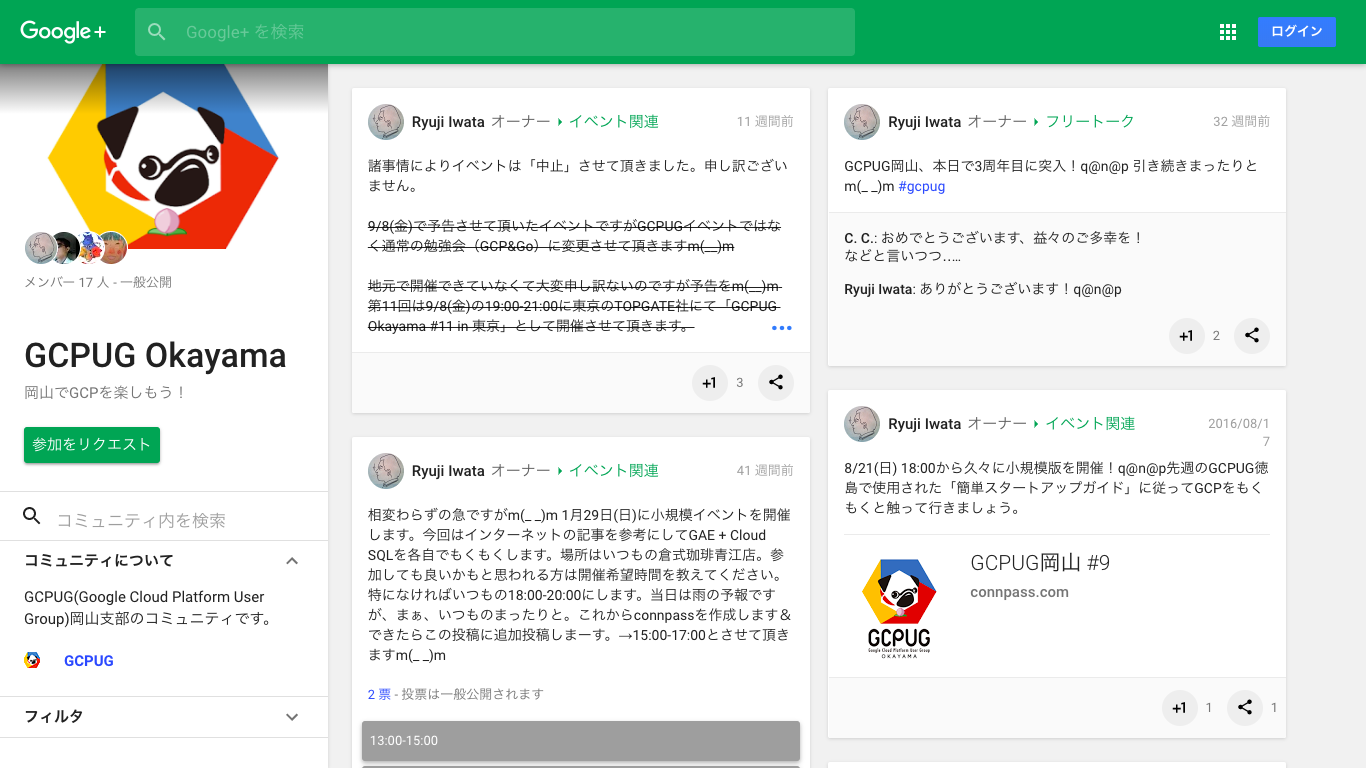 Google+
Google+ を検索
ログイン
メンバー 17 人 - 一般公開
GCPUG Okayama
岡山でGCPを楽しもう！
参加をリクエスト
コミュニティ内を検索
コミュニティについて
GCPUG(Google Cloud Platform User
Group)岡山支部のコミュニティです。
GCPUG
フィルタ
Ryuji Iwata オーナー イベント関連
11 週間前
諸事情によりイベントは「中止」させて頂きました。申し訳ござい
ません。
9/8(金)で予告させて頂いたイベントですがGCPUGイベントではな
く通常の勉強会（GCP&Go）に変更させて頂きますm(__)m
地元で開催できていなくて大変申し訳ないのですが予告をm(__)m
第11回は9/8(金)の19:00-21:00に東京のTOPGATE社にて「GCPUG
Okayama #11 in 東京」として開催させて頂きます。
+1
3
Ryuji Iwata オーナー イベント関連
41 週間前
相変わらずの急ですがm(_ _)m 1月29日(日)に小規模イベントを開催
します。今回はインターネットの記事を参考にしてGAE + Cloud
SQLを各自でもくもくします。場所はいつもの倉式珈琲青江店。参
加しても良いかもと思われる方は開催希望時間を教えてください。
特になければいつもの18:00-20:00にします。当日は雨の予報です
が、まぁ、いつものまったりと。これからconnpassを作成します＆
できたらこの投稿に追加投稿しまーす。→15:00-17:00とさせて頂き
ますm(_ _)m
2 票 - 投票は一般公開されます
13:00-15:00
Ryuji Iwata オーナー フリートーク
32 週間前
GCPUG岡山、本日で3周年目に突入！q@n@p 引き続きまったりと
m(_ _)m #gcpug
C. C.: おめでとうございます、益々のご多幸を！
などと言いつつ.....
Ryuji Iwata: ありがとうございます！q@n@p
+1
2
Ryuji Iwata オーナー イベント関連
2016/08/1
7
8/21(日) 18:00から久々に小規模版を開催！q@n@p先週のGCPUG徳
島で使用された「簡単スタートアップガイド」に従ってGCPをもく
もくと触って行きましょう。
GCPUG岡山 #9
connpass.com
GCPUG
Google Cloud Platform User Group
OKAYAMA
+1
1
1